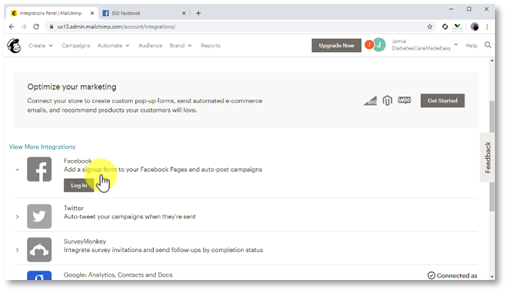 Integrations Panel | Mailchimp
(52) Facebook
us15.admin.mailchimp.com/account/integrations/
Create
Campaigns
Automate
Audience
Brand
Reports
Upgrade Now
7
J
Jamie
DiabetesCareMadeEasy
Help
Optimize your marketing
Connect your store to create custom pop-up forms, send automated e-commerce
emails, and recommend products your customers will love.
WOO
Get Started
View More Integrations
Feedback
Facebook
Add a signup form to your Facebook Pages and auto-post campaigns
Log In
Twitter
Auto-tweet your campaigns when they're sent
SurveyMonkey
Integrate survey invitations and send follow-ups by completion status
Google: Analytics, Contacts and Docs
Connected as